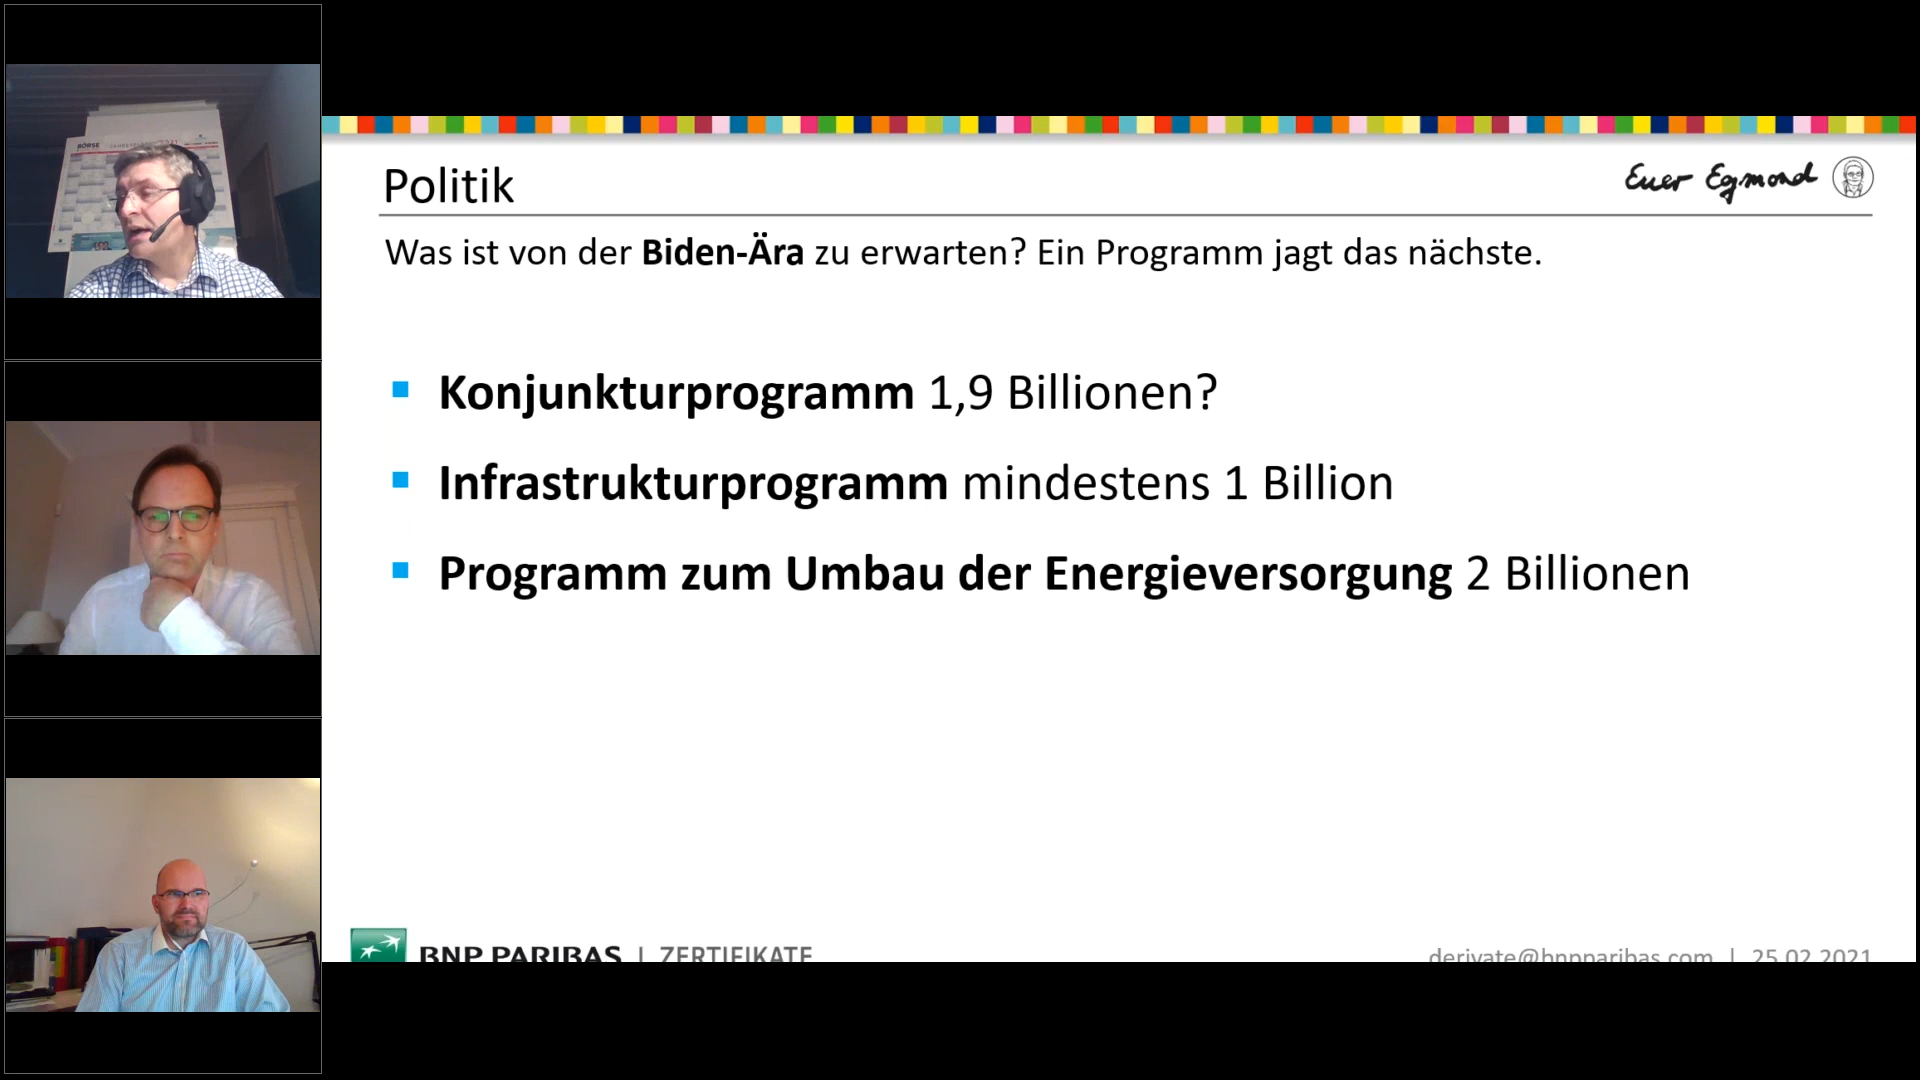 BÖRSE
Politik
Euer Egmond
Was ist von der Biden-Ära zu erwarten? Ein Programm jagt das nächste.
Konjunkturprogramm 1,9 Billionen?
Infrastrukturprogramm mindestens 1 Billion
Programm zum Umbau der Energieversorgung 2 Billionen
BNP PARIBAS | ZERTIFIKATE
derivate@bnpparibas.com | 25.02.2021